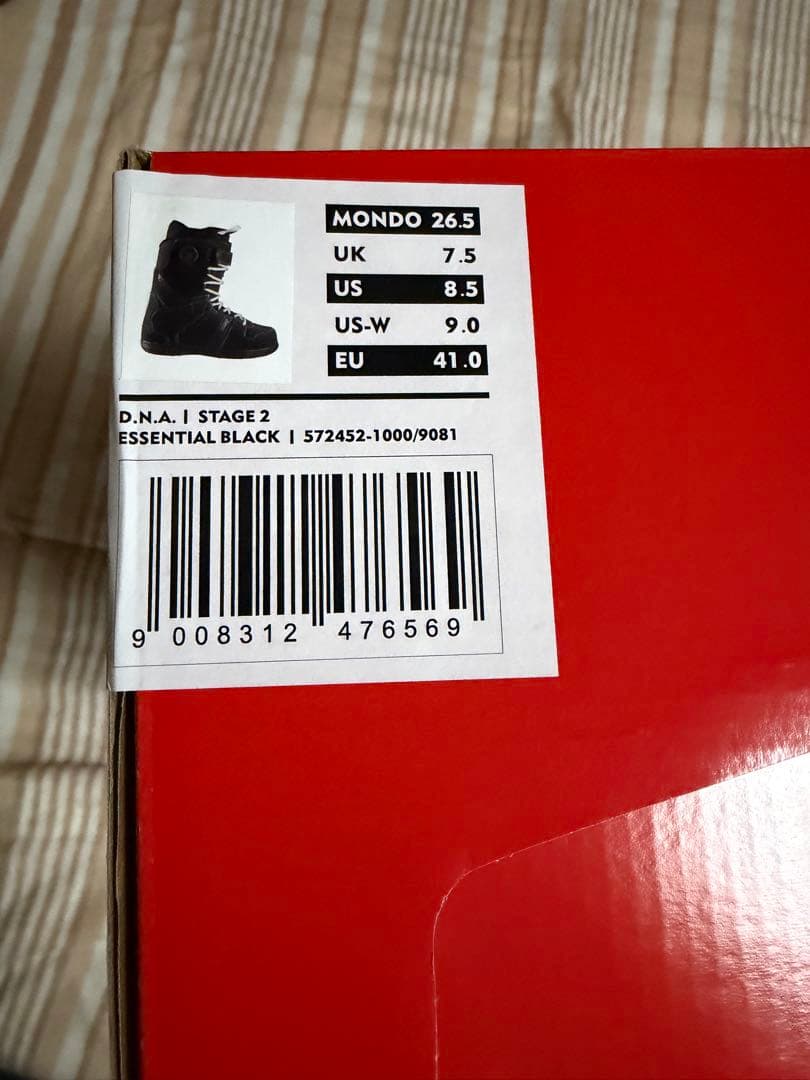 MONDO 26.5
UK 7.5
US 8.5
US-W 9.0
EU 41.0
D.N.A. | STAGE 2
ESSENTIAL BLACK | 572452-1000/9081
9 008312 476569